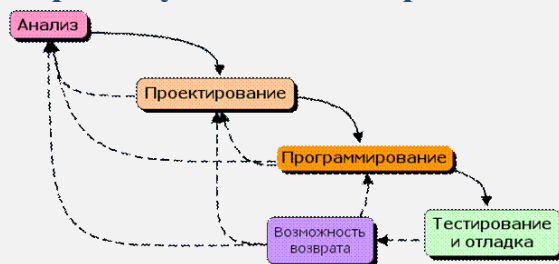 Анализ
Проектирование
Программирование
Тестирование
и отладка
Возможность
возврата